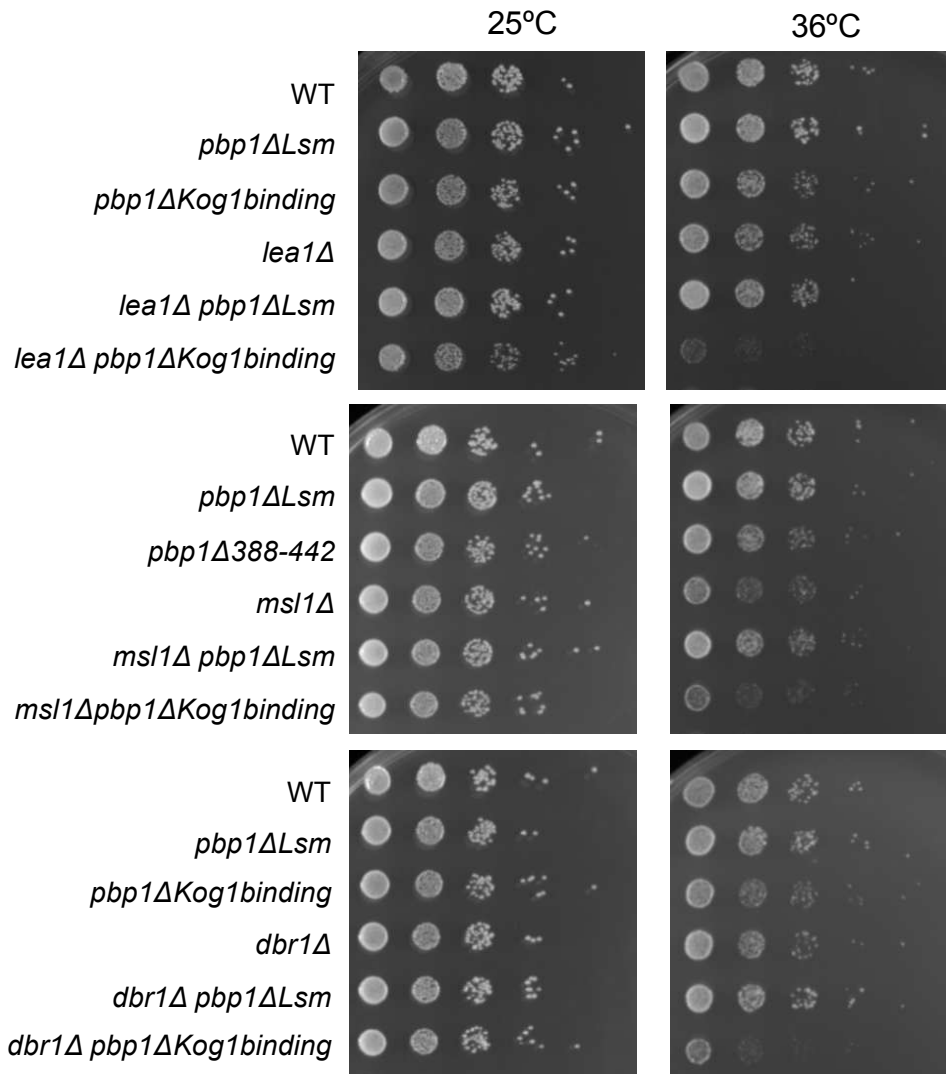 25ºC 36ºC
WT
pbp1ΔLsm
pbp1ΔKog1binding
lea1Δ
lea1Δ pbp1ΔLsm
lea1Δ pbp1ΔKog1binding
WT
pbp1ΔLsm
pbp1Δ388-442
msl1Δ
msl1Δ pbp1ΔLsm
msl1Δpbp1ΔKog1binding
WT
pbp1ΔLsm
pbp1ΔKog1binding
dbr1Δ
dbr1Δ pbp1ΔLsm
dbr1Δ pbp1ΔKog1binding